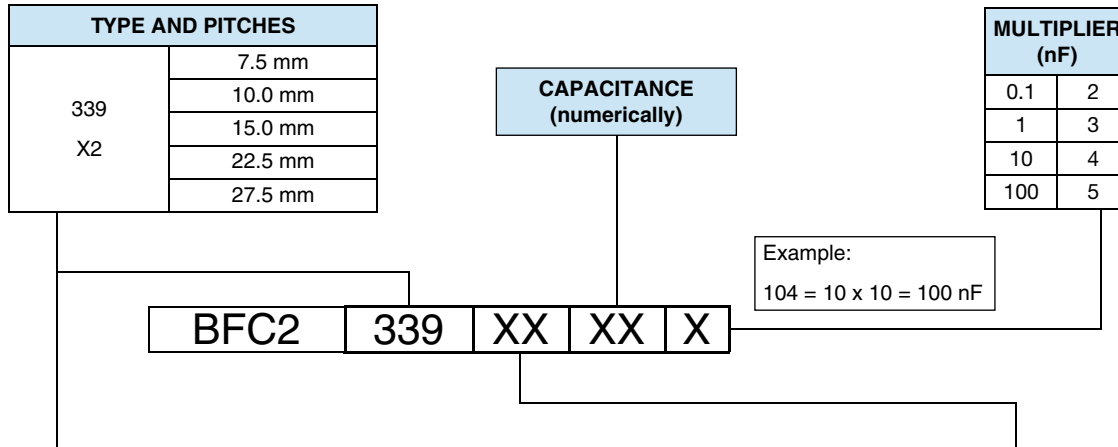 TYPE AND PITCHES
339
X2
7.5 mm
10.0 mm
15.0 mm
22.5 mm
27.5 mm
CAPACITANCE
(numerically)
MULTIPLIER
(nF)
0.1 2
1 3
10 4
100 5
Example:
104 = 10 x 10 = 100 nF
BFC2 339 XX XX X